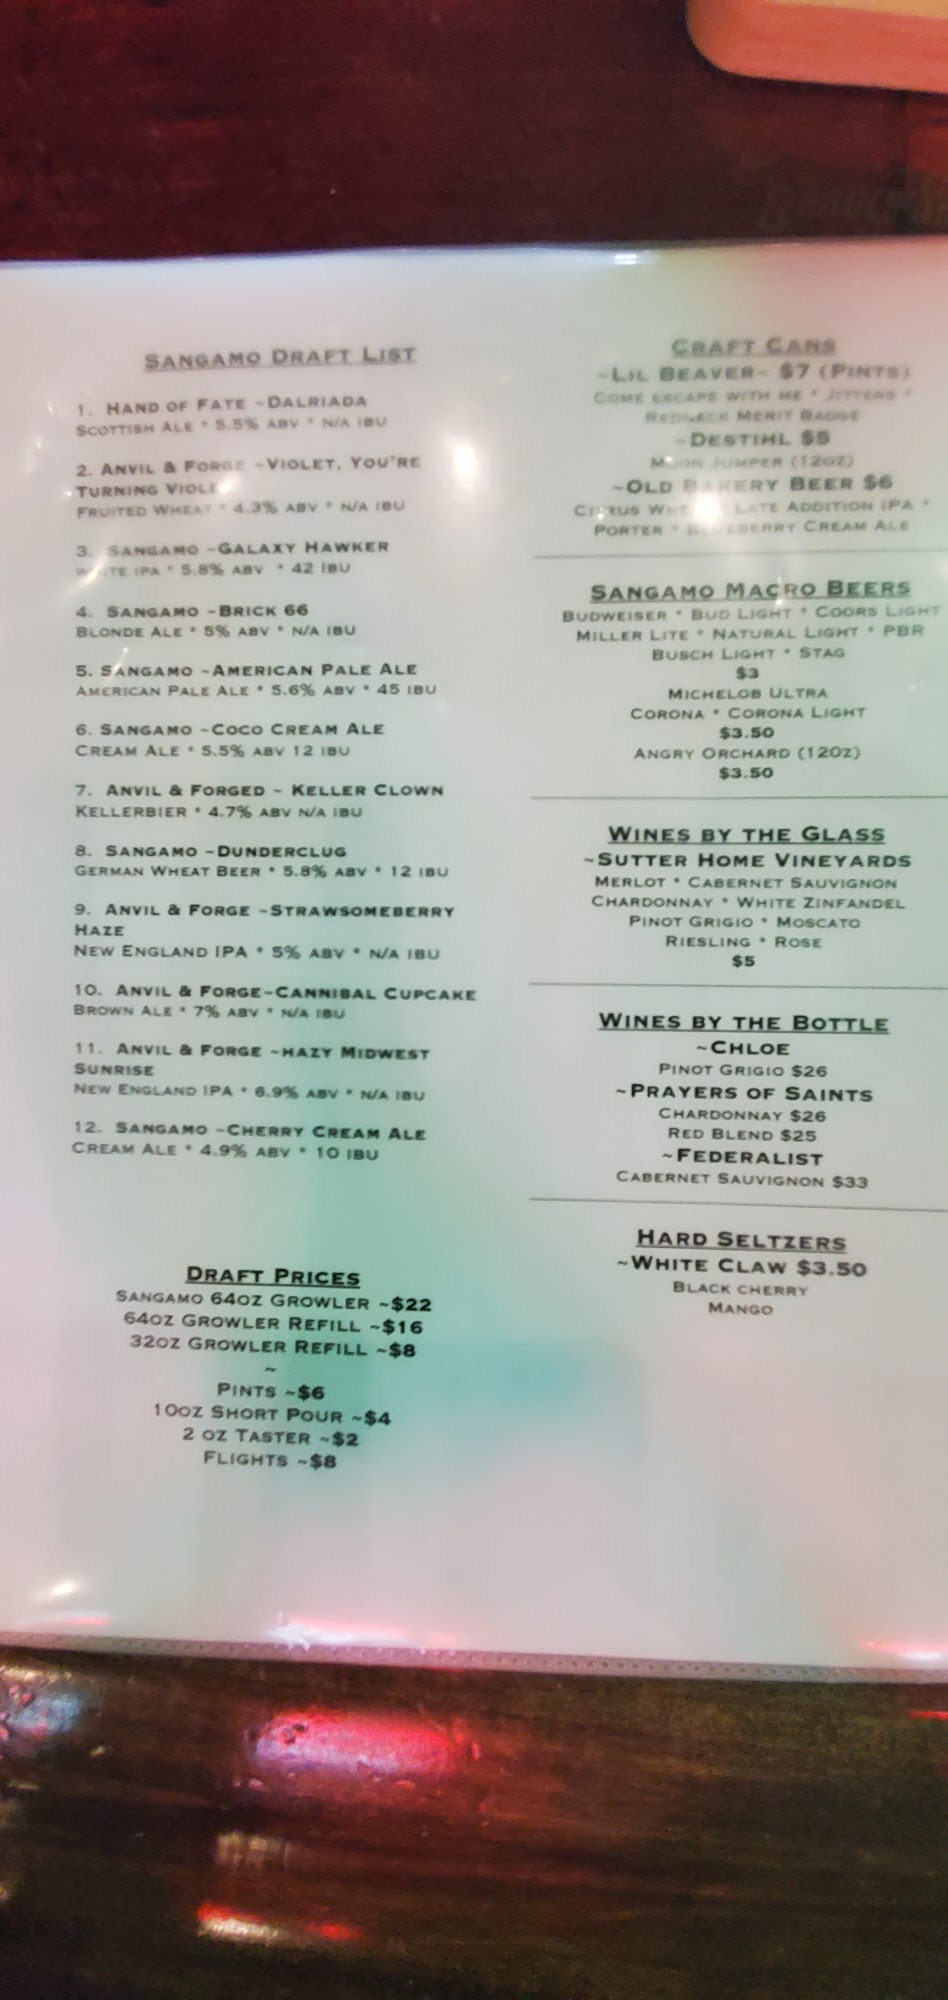 Sangamo Draft List
1. Hand of Fate ~Dalriada
Scottish Ale * 5.5% ABV * N/A IBU
2. Anvil & Forge ~Violet, You're
Turning
Fruited Wheat * 4.3% ABV * N/A IBU
3. Sangamo ~Galaxy Hawker
White IPA * 5.8% ABV * 42 IBU
4. Sangamo ~Brick 66
Blonde Ale * 5% ABV * N/A IBU
5. Sangamo ~American Pale Ale
American Pale Ale * 5.6% ABV * 45 IBU
6. Sangamo ~Coco Cream Ale
Cream Ale * 5.5% ABV 12 IBU
7. Anvil & Forged ~ Keller Clown
Kellerbier * 4.7% ABV N/A IBU
8. Sangamo ~Dunderclug
German Wheat Beer * 5.8% ABV * 12 IBU
9. Anvil & Forge ~Strawsomeberry
Haze
New England IPA * 5% ABV * N/A IBU
10. Anvil & Forge~Cannibal Cupcake
Brown Ale * 7% ABV * N/A IBU
11. Anvil & Forge ~Hazy Midwest
Sunrise
New England IPA * 6.9% ABV * N/A IBU
12. Sangamo ~Cherry Cream Ale
Cream Ale * 4.9% ABV * 10 IBU
Draft Prices
Sangamo 64oz Growler ~$22
64oz Growler Refill ~$16
32oz Growler Refill ~$8
~
Pints ~$6
10oz Short Pour ~$4
2 oz Taster ~$2
Flights ~$8
Craft Cans
~Lil Beaver~ $7 (Pints)
Come escape with me * Jitters *
Redneck Merit Badge
~Destihl $5
Moon Jumper (12oz)
~Old Bakery Beer $6
Citrus Late Addition IPA *
Porter * Blueberry Cream Ale
Sangamo Macro Beers
Budweiser * Bud Light * Coors Light
Miller Lite * Natural Light * PBR
Busch Light * Stag
$3
Michelob Ultra
Corona * Corona Light
$3.50
Angry Orchard (12oz)
$3.50
Wines by the Glass
~Sutter Home Vineyards
Merlot * Cabernet Sauvignon
Chardonnay * White Zinfandel
Pinot Grigio * Moscato
Riesling * Rose
$5
Wines by the Bottle
~Chloe
Pinot Grigio $26
~Prayers of Saints
Chardonnay $26
Red Blend $25
~Federalist
Cabernet Sauvignon $33
Hard Seltzers
~White Claw $3.50
Black cherry
Mango